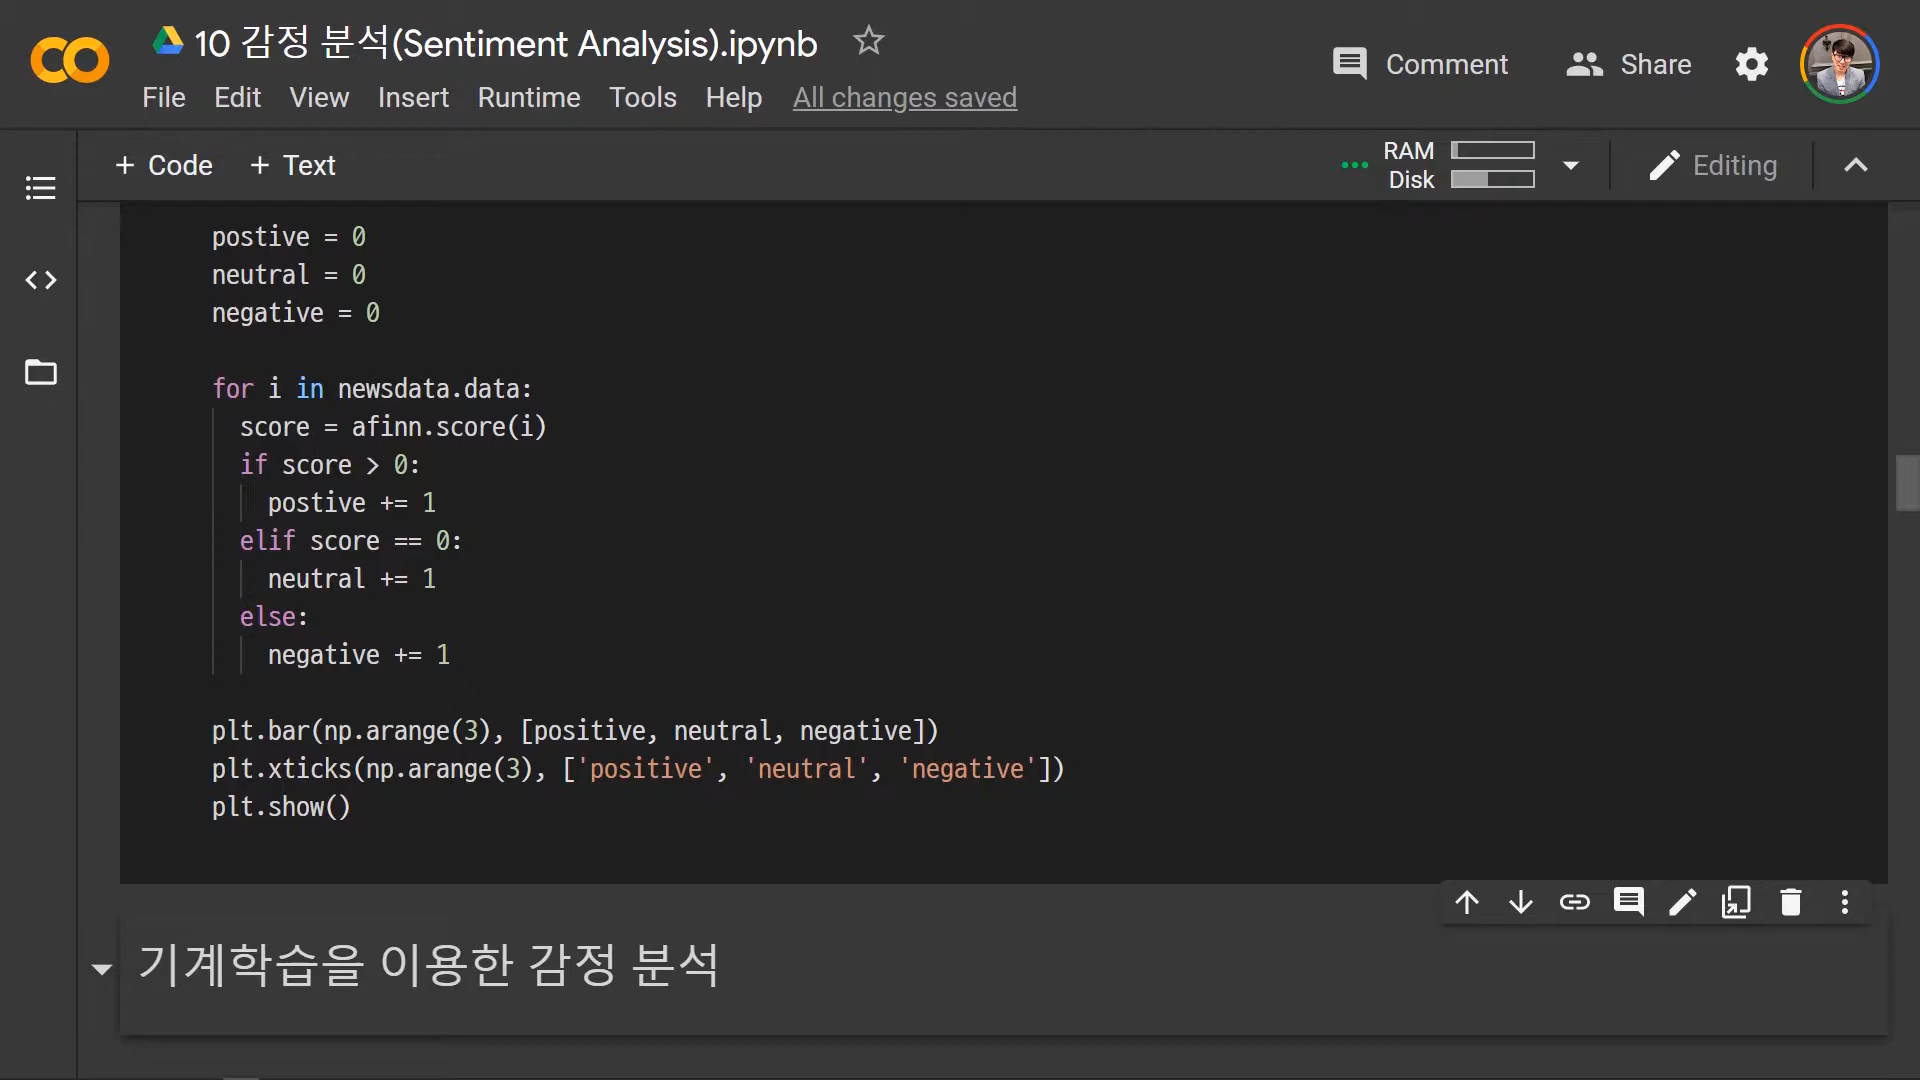 10 감정 분석(Sentiment Analysis).ipynb
Comment
Share
File Edit View Insert Runtime Tools Help All changes saved
+ Code + Text
RAM
Disk
Editing
postive = 0
neutral = 0
negative = 0
for i in newsdata.data:
score = afinn.score(i)
if score > 0:
postive += 1
elif score == 0:
neutral += 1
else:
negative += 1
plt.bar(np.arange(3), [positive, neutral, negative])
plt.xticks(np.arange(3), ['positive', 'neutral', 'negative'])
plt.show()
기계학습을 이용한 감정 분석